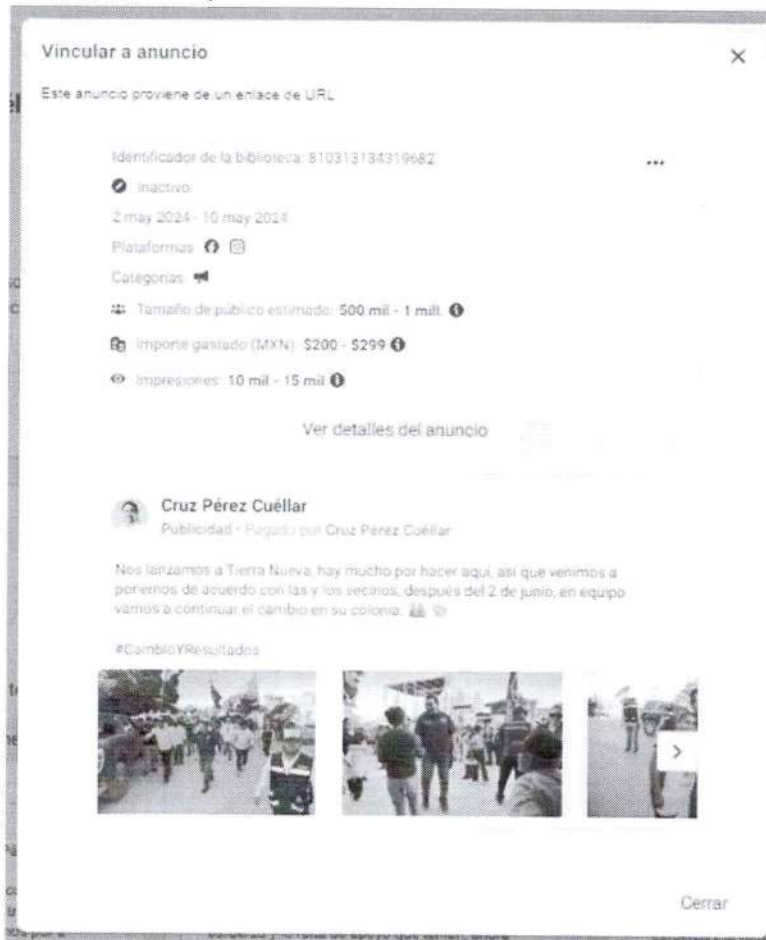 Vincular a anuncio
Este anuncio proviene de un enlace de URL
Identificador de la biblioteca: 810313134319682
Inactivo
2 may 2024 - 10 may 2024
Plataformas
Categorías
Tamaño de público estimado: 500 mil - 1 mill.
Importe gastado (MXN): $200 - $299
Impresiones: 10 mil - 15 mil
Ver detalles del anuncio
Cruz Pérez Cuéllar
Publicidad • Pagado por Cruz Pérez Cuéllar
Nos lanzamos a Tierra Nueva, hay mucho por hacer aquí, así que venimos a
ponernos de acuerdo con las y los vecinos, después del 2 de junio, en equipo
vamos a continuar el cambio en su colonia.
#CambioYResultados
Cerrar